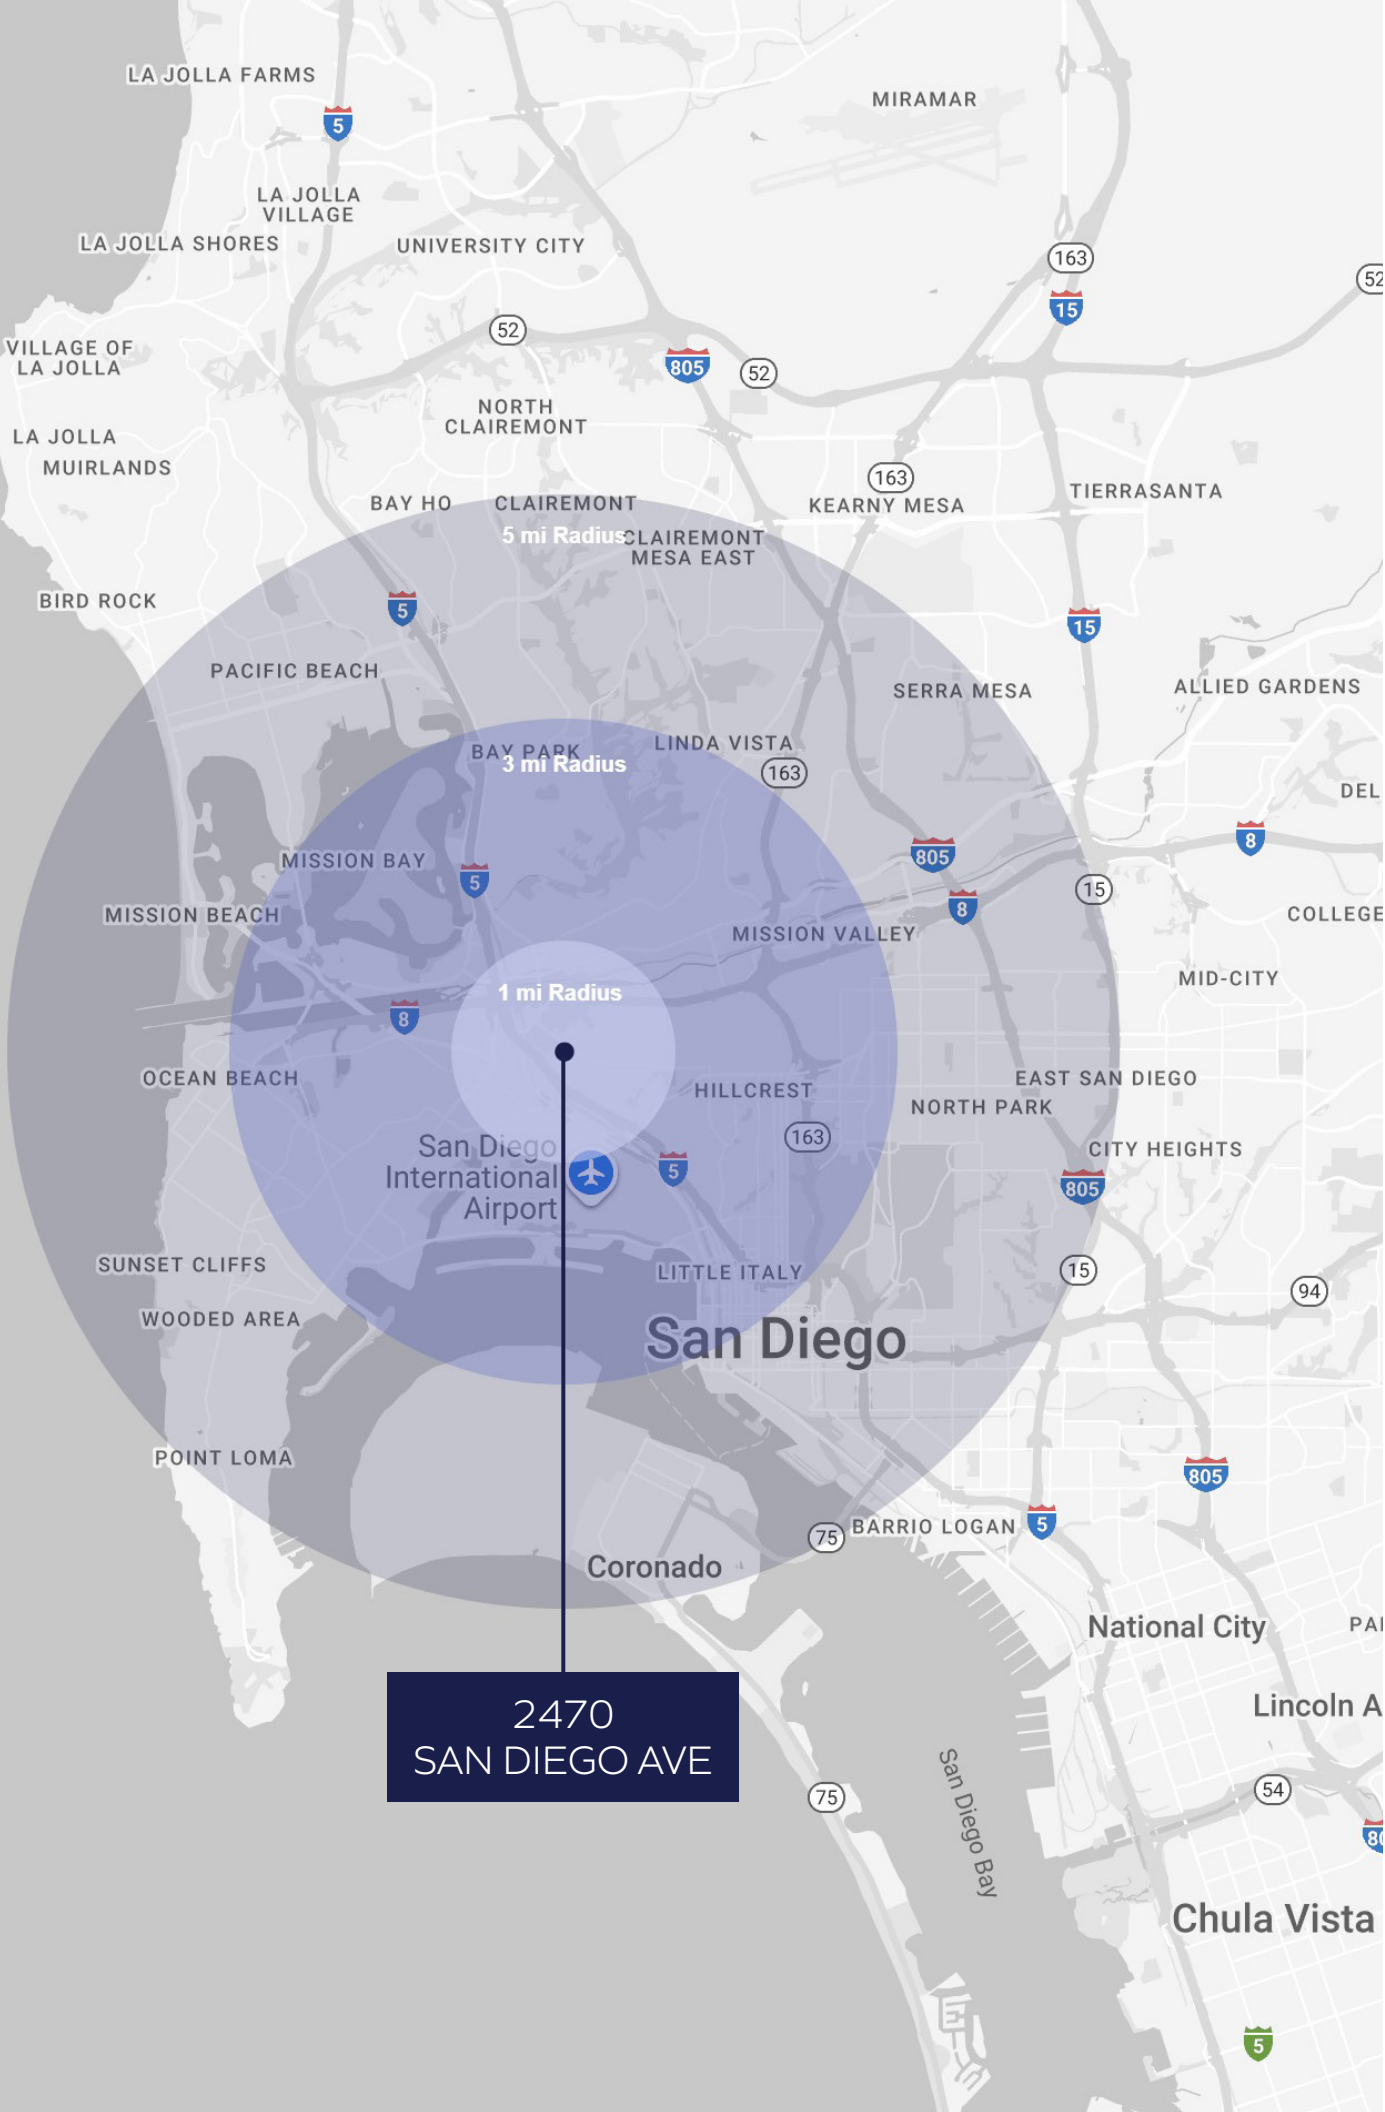 LA JOLLA FARMS
MIRAMAR
5
LA JOLLA
VILLAGE
LA JOLLA SHORES
UNIVERSITY CITY
163
52
15
52
VILLAGE OF
LA JOLLA
805
52
NORTH
CLAIREMONT
LA JOLLA
MUIRLANDS
163
TIERRASANTA
BAY HO
CLAIREMONT
KEARNY MESA
5 mi Radius
CLAIREMONT
MESA EAST
BIRD ROCK
5
15
PACIFIC BEACH
SERRA MESA
ALLIED GARDENS
BAY PARK
LINDA VISTA
3 mi Radius
163
DEL
8
MISSION BAY
805
5
15
8
MISSION BEACH
COLLEGE
MISSION VALLEY
MID-CITY
1 mi Radius
8
OCEAN BEACH
HILLCREST
EAST SAN DIEGO
NORTH PARK
163
San Diego
International
Airport
5
CITY HEIGHTS
805
SUNSET CLIFFS
LITTLE ITALY
15
94
WOODED AREA
San Diego
POINT LOMA
805
75
BARRIO LOGAN
5
Coronado
National City
PA
Lincoln A
2470
SAN DIEGO AVE
75
San Diego Bay
54
80
Chula Vista
5